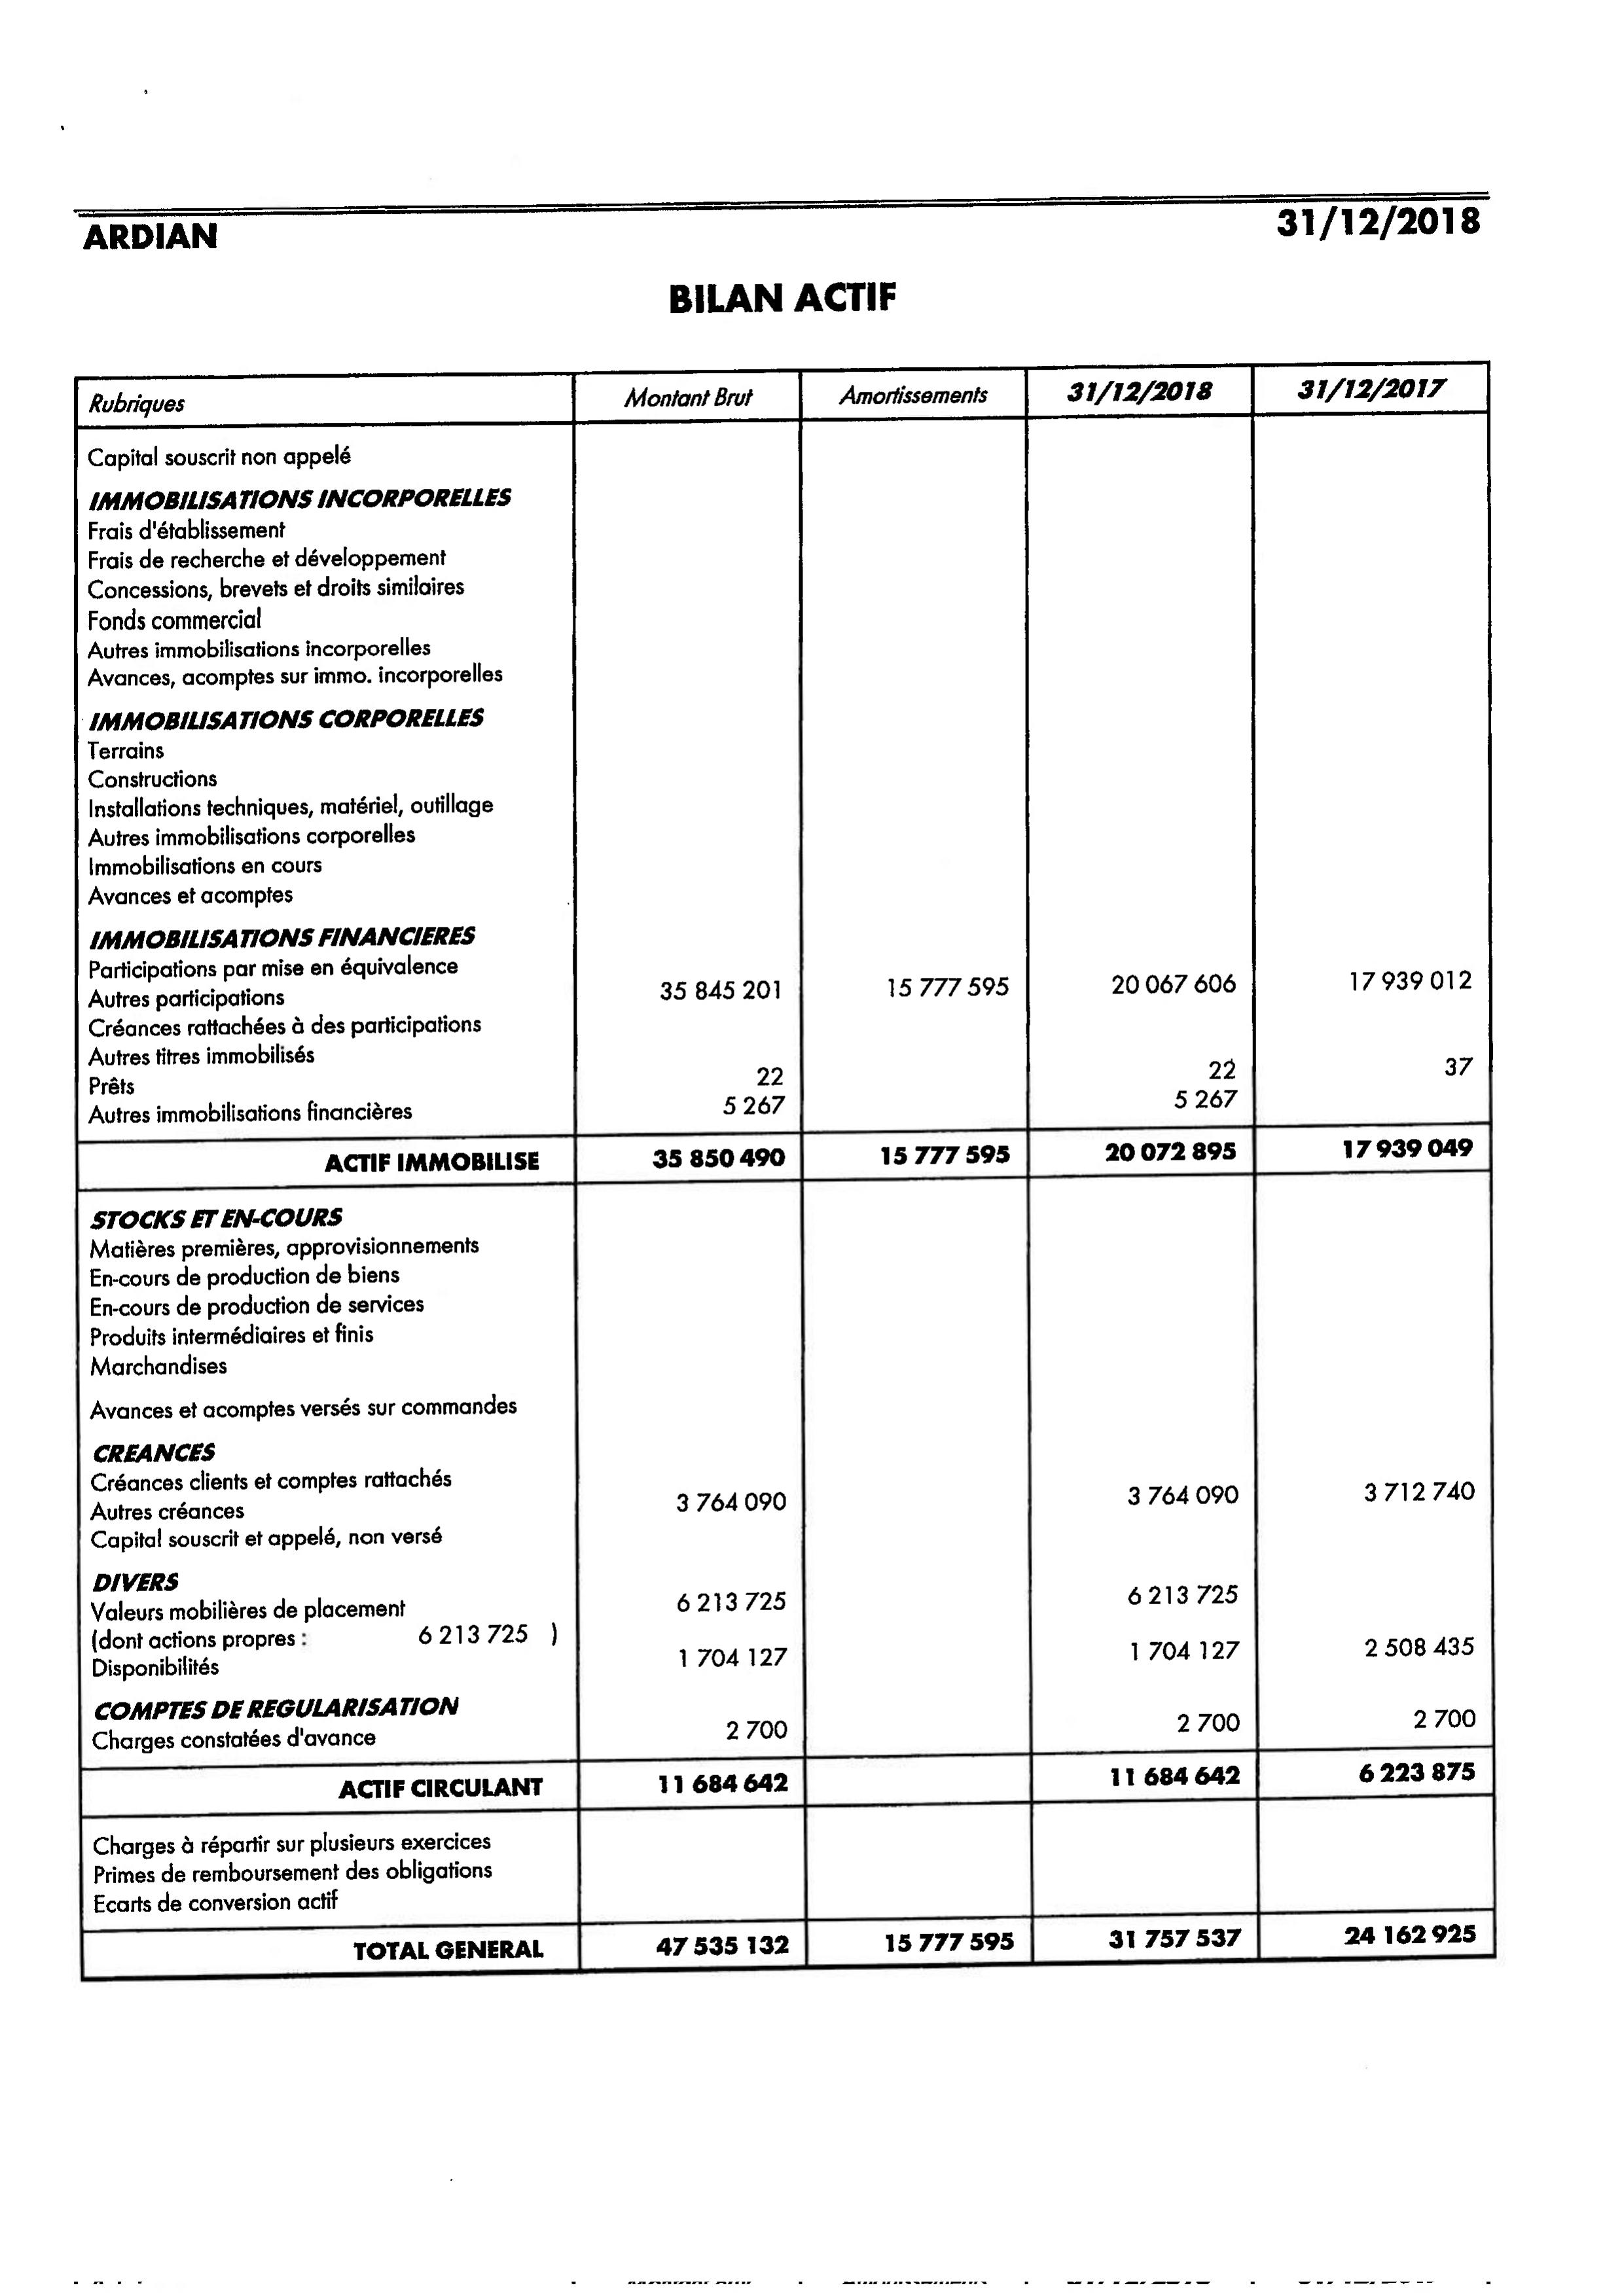 ARDIAN 31/12/2018
BILAN ACTIF
Rubriques Montant Brut Amortissements 31/12/2018 31/12/2017
Capital souscrit non appelé
IMMOBILISATIONS INCORPORELLES
Frais d'établissement
Frais de recherche et développement
Concessions, brevets et droits similaires
Fonds commercial
Autres immobilisations incorporelles
Avances, acomptes sur immo. incorporelles
IMMOBILISATIONS CORPORELLES
Terrains
Constructions
Installations techniques, matériel, outillage
Autres immobilisations corporelles
Immobilisations en cours
Avances et acomptes
IMMOBILISATIONS FINANCIERES
Participations par mise en équivalence
Autres participations 35 845 201 15 777 595 20 067 606 17 939 012
Créances rattachées à des participations
Autres titres immobilisés
Prêts 22 22 37
Autres immobilisations financières 5 267 5 267
ACTIF IMMOBILISE 35 850 490 15 777 595 20 072 895 17 939 049
STOCKS ET EN-COURS
Matières premières, approvisionnements
En-cours de production de biens
En-cours de production de services
Produits intermédiaires et finis
Marchandises
Avances et acomptes versés sur commandes
CREANCES
Créances clients et comptes rattachés
Autres créances 3 764 090 3 764 090 3 712 740
Capital souscrit et appelé, non versé
DIVERS
Valeurs mobilières de placement 6 213 725 6 213 725
(dont actions propres : 6 213 725 )
Disponibilités 1 704 127 1 704 127 2 508 435
COMPTES DE REGULARISATION
Charges constatées d'avance 2 700 2 700 2 700
ACTIF CIRCULANT 11 684 642 11 684 642 6 223 875
Charges à répartir sur plusieurs exercices
Primes de remboursement des obligations
Ecarts de conversion actif
TOTAL GENERAL 47 535 132 15 777 595 31 757 537 24 162 925